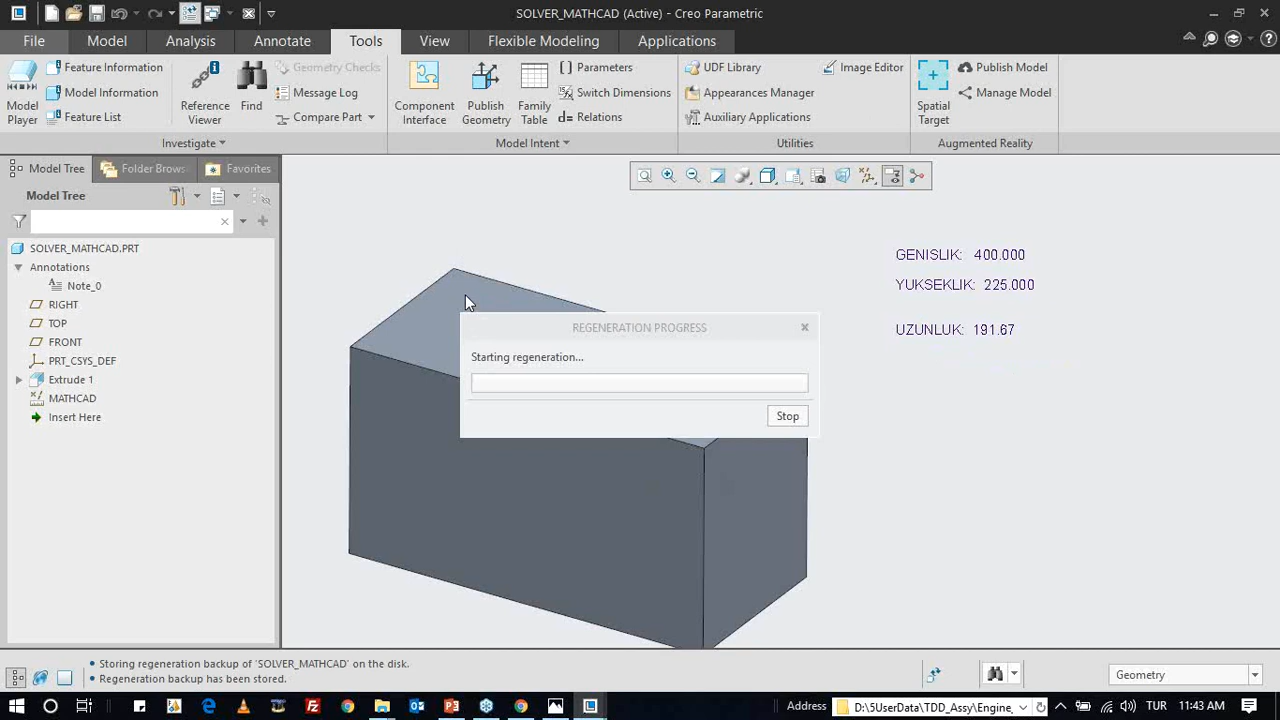 SOLVER_MATHCAD (Active) - Creo Parametric
File
Model
Analysis
Annotate
Tools
View
Flexible Modeling
Applications
Model Player
Feature Information
Model Information
Feature List
Reference Viewer
Find
Geometry Checks
Message Log
Compare Part
Investigate
Component Interface
Publish Geometry
Family Table
Parameters
Switch Dimensions
d= Relations
Model Intent
UDF Library
Appearances Manager
Auxiliary Applications
Image Editor
Utilities
Spatial Target
Publish Model
Manage Model
Augmented Reality
Model Tree
Folder Brows
Favorites
Model Tree
SOLVER_MATHCAD.PRT
Annotations
Note_0
RIGHT
TOP
FRONT
PRT_CSYS_DEF
Extrude 1
MATHCAD
Insert Here
GENISLIK: 400.000
YUKSEKLIK: 225.000
UZUNLUK: 191.67
REGENERATION PROGRESS
Starting regeneration...
Stop
• Storing regeneration backup of 'SOLVER_MATHCAD' on the disk.
• Regeneration backup has been stored.
Geometry
Address
D:\5UserData\TDD_Assy\Engine_
TUR
11:43 AM